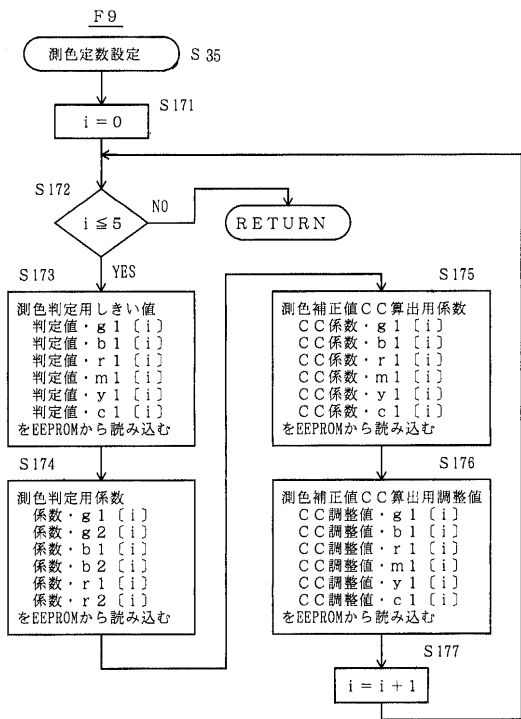 F9
測色定数設定
S35
S171
i=0
S172
i≦5
NO
RETURN
YES
S173
測色判定用しきい値
判定値・g1〔i〕
判定値・b1〔i〕
判定値・r1〔i〕
判定値・m1〔i〕
判定値・y1〔i〕
判定値・c1〔i〕
をEEPROMから読み込む
S174
測色判定用係数
係数・g1〔i〕
係数・g2〔i〕
係数・b1〔i〕
係数・b2〔i〕
係数・r1〔i〕
係数・r2〔i〕
をEEPROMから読み込む
S175
測色補正値CC算出用係数
CC係数・g1〔i〕
CC係数・b1〔i〕
CC係数・r1〔i〕
CC係数・m1〔i〕
CC係数・y1〔i〕
CC係数・c1〔i〕
をEEPROMから読み込む
S176
測色補正値CC算出用調整値
CC調整値・g1〔i〕
CC調整値・b1〔i〕
CC調整値・r1〔i〕
CC調整値・m1〔i〕
CC調整値・y1〔i〕
CC調整値・c1〔i〕
をEEPROMから読み込む
S177
i=i+1